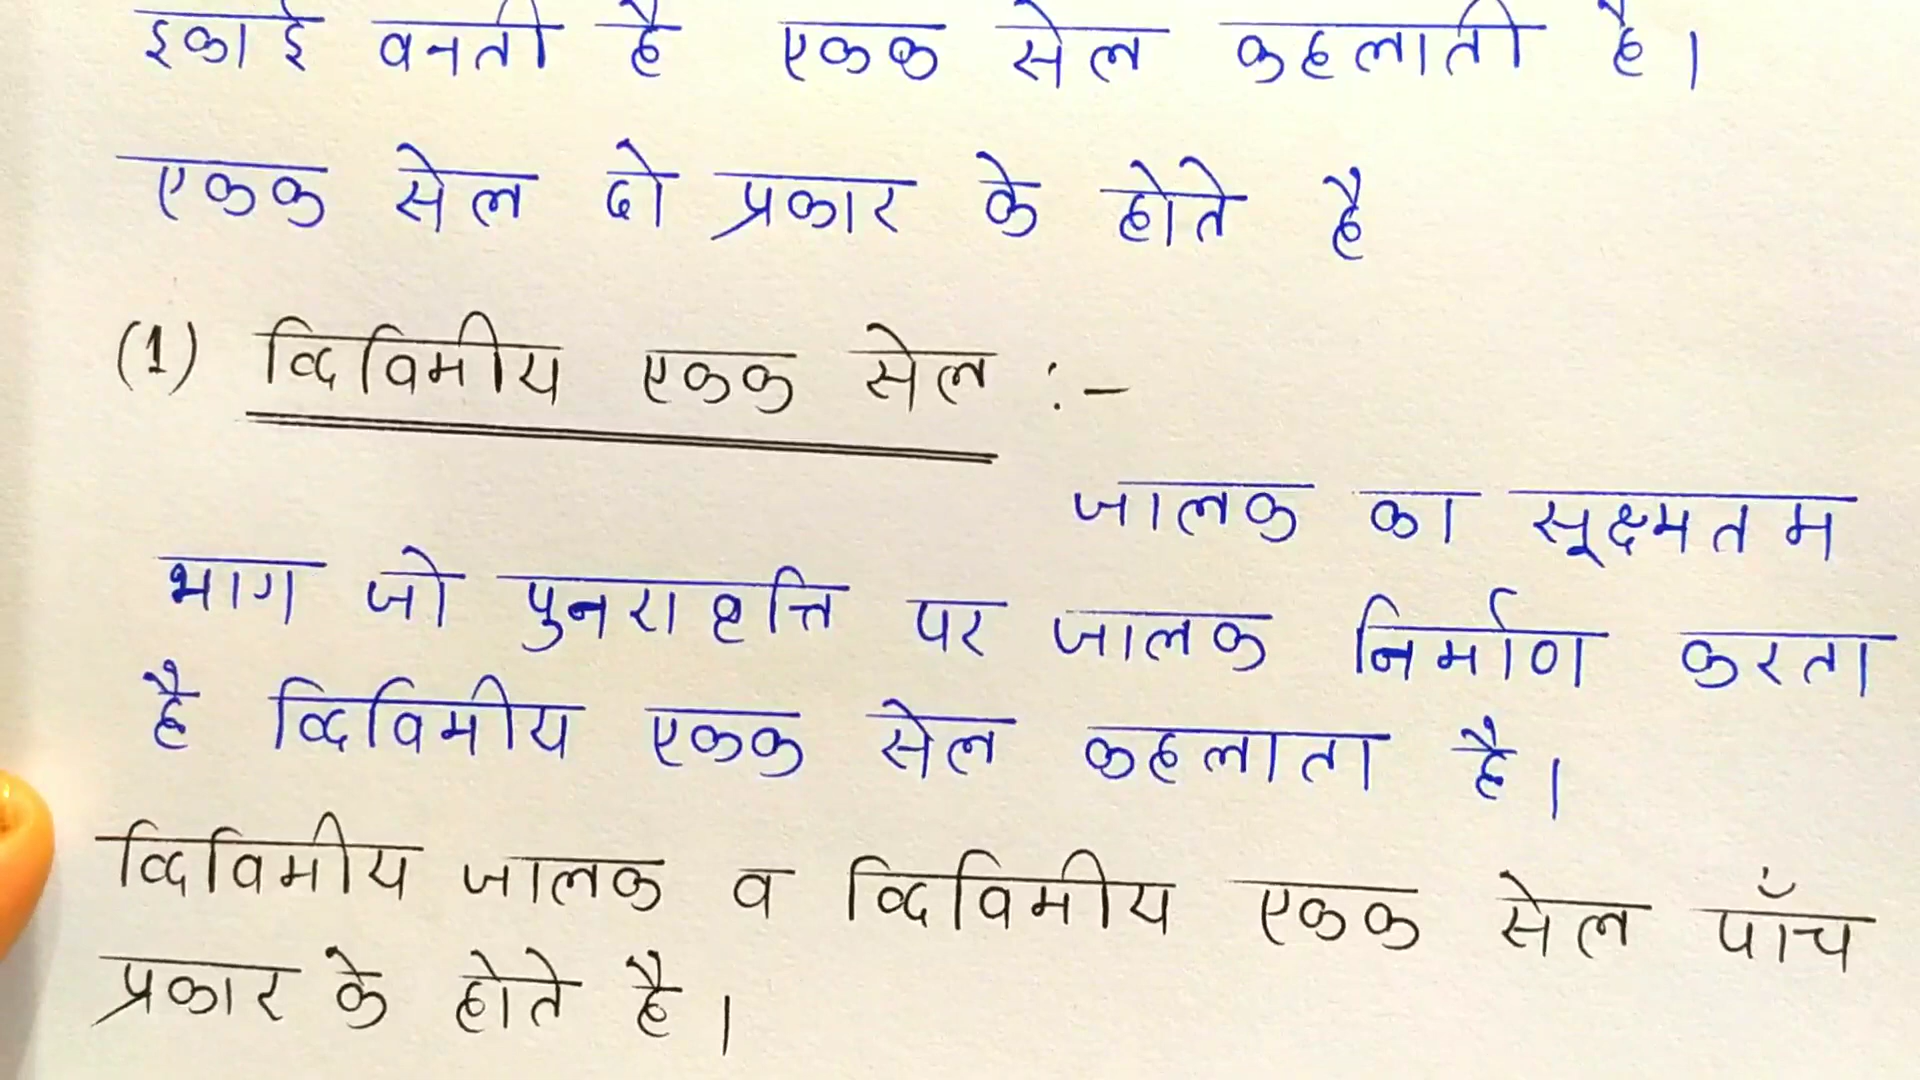 इकाई बनती है एकक सेल कहलाती है।
एकक सेल दो प्रकार के होते है
(1) द्विविमीय एकक सेल :-
जालक का सूक्ष्मतम
भाग जो पुनरावृत्ति पर जालक निर्माण करता
है द्विविमीय एकक सेल कहलाता है।
द्विविमीय जालक व द्विविमीय एकक सेल पाँच
प्रकार के होते है।